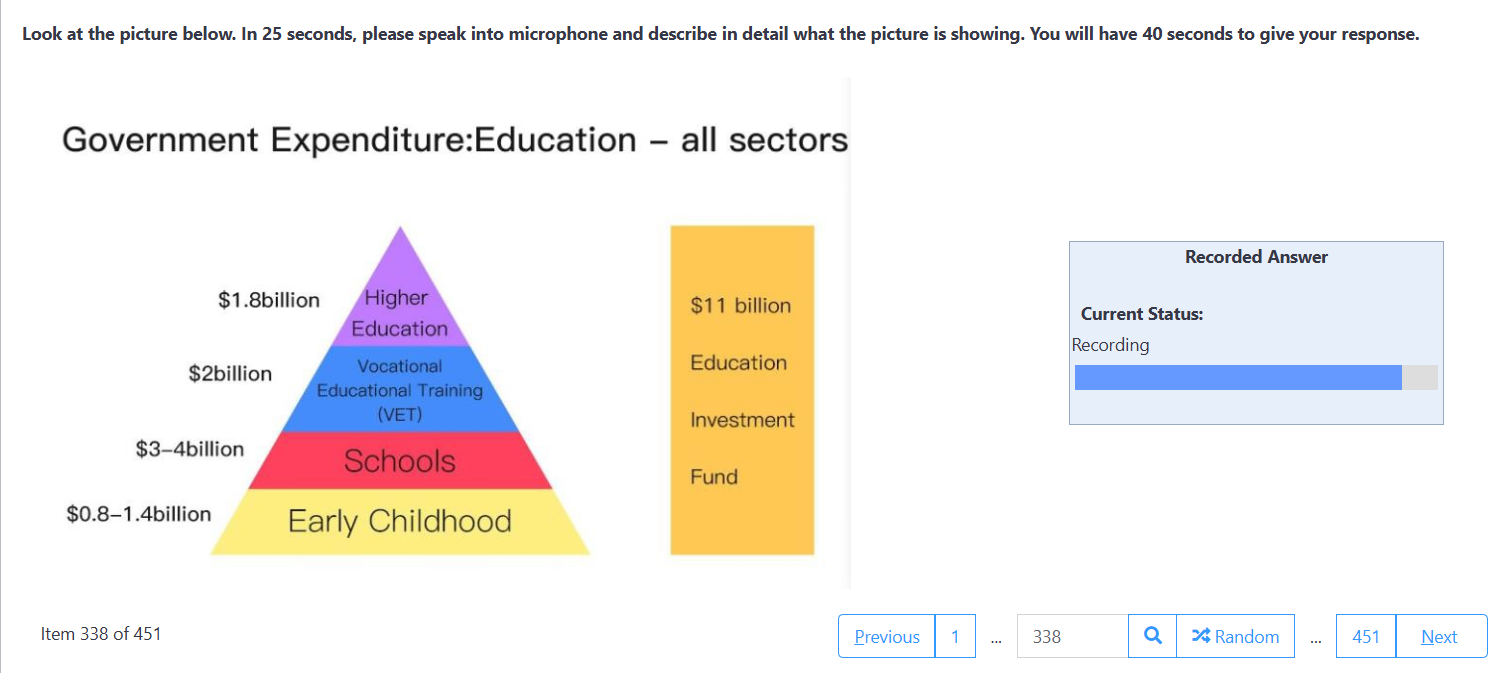 Look at the picture below. In 25 seconds, please speak into microphone and describe in detail what the picture is showing. You will have 40 seconds to give your response.
Government Expenditure:Education – all sectors
$1.8billion
Higher
Education
$2billion
Vocational
Educational Training
(VET)
$3–4billion
Schools
$0.8–1.4billion
Early Childhood
$11 billion
Education
Investment
Fund
Recorded Answer
Current Status:
Recording
Item 338 of 451
Previous 1 ... 338 Random ... 451 Next